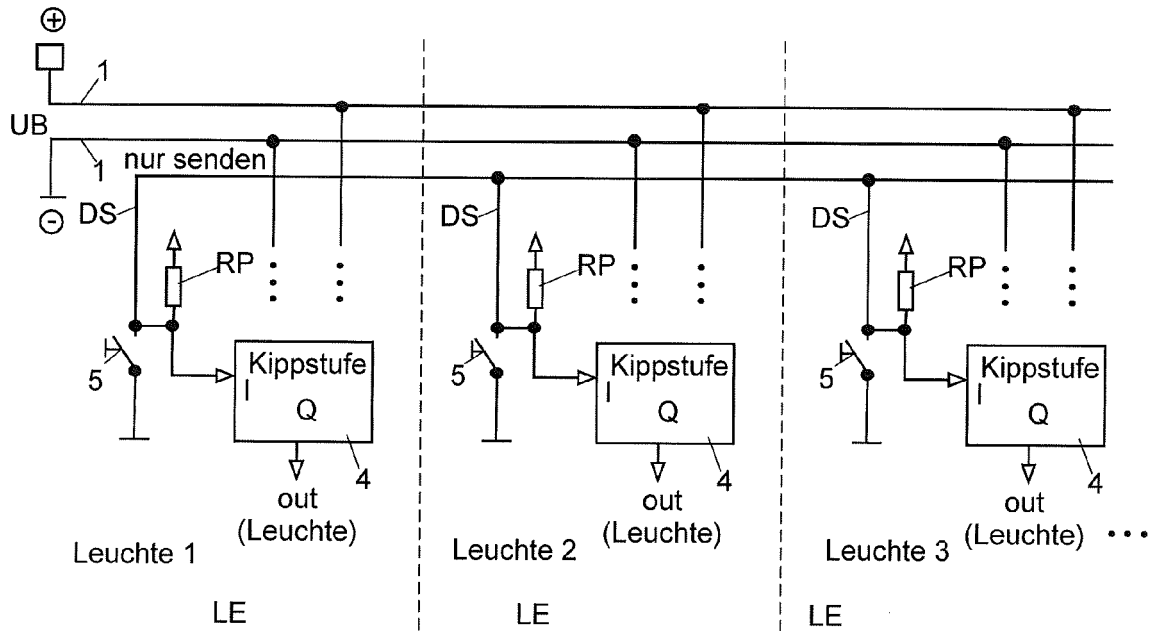 ⊕
1
UB
1
nur senden
⊖
DS
RP
5
Kippstufe
I
Q
4
out
(Leuchte)
Leuchte 1
LE
RP
5
Kippstufe
I
Q
4
out
(Leuchte)
Leuchte 2
LE
DS
RP
5
Kippstufe
I
Q
4
out
(Leuchte)
Leuchte 3
LE
DS
...